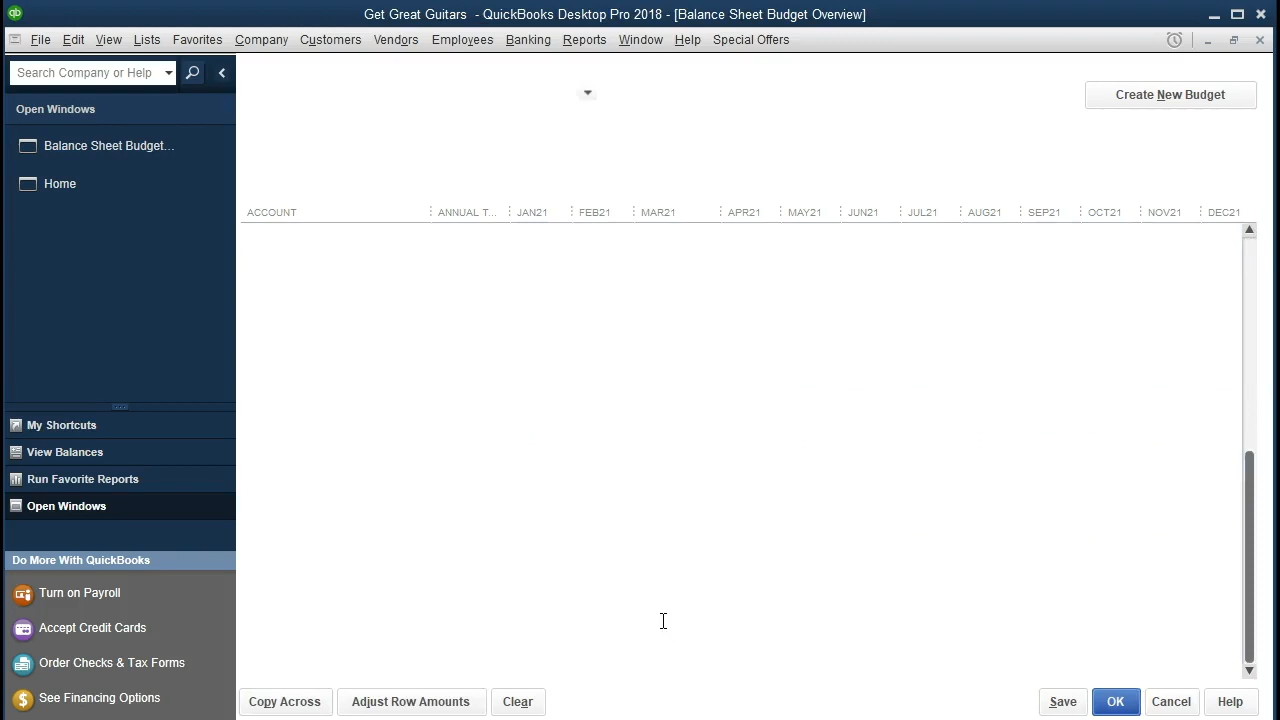 qb
Get Great Guitars - QuickBooks Desktop Pro 2018 - [Balance Sheet Budget Overview]
File Edit View Lists Favorites Company Customers Vendors Employees Banking Reports Window Help Special Offers
Search Company or Help
Create New Budget
Open Windows
Balance Sheet Budget...
Home
ACCOUNT ANNUAL T... JAN21 FEB21 MAR21 APR21 MAY21 JUN21 JUL21 AUG21 SEP21 OCT21 NOV21 DEC21
My Shortcuts
View Balances
Run Favorite Reports
Open Windows
Do More With QuickBooks
Turn on Payroll
Accept Credit Cards
Order Checks & Tax Forms
See Financing Options
Copy Across Adjust Row Amounts Clear Save OK Cancel Help